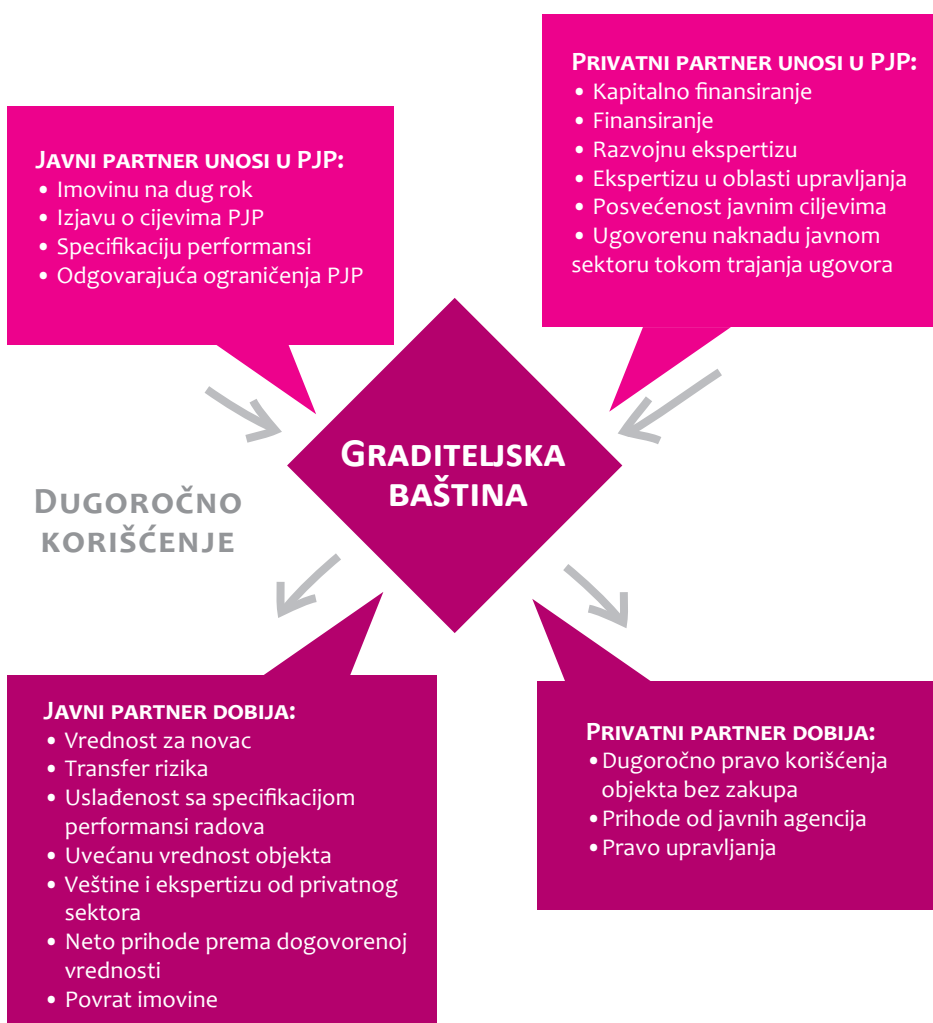 JAVNI PARTNER UNOSI U PJP:
• Imovinu na dug rok
• Izjavu o cijevima PJP
• Specifikaciju performansi
• Odgovarajuća ograničenja PJP
PRIVATNI PARTNER UNOSI U PJP:
• Kapitalno finansiranje
• Finansiranje
• Razvojnu ekspertizu
• Ekspertizu u oblasti upravljanja
• Posvećenost javnim ciljevima
• Ugovorenu naknadu javnom
sektoru tokom trajanja ugovora
GRADITELJSKA
BAŠTINA
DUGOROČNO
KORIŠĆENJE
JAVNI PARTNER DOBIJA:
• Vrednost za novac
• Transfer rizika
• Uslađenost sa specifikacijom
performansi radova
• Uvećanu vrednost objekta
• Veštine i ekspertizu od privatnog
sektora
• Neto prihode prema dogovorenoj
vrednosti
• Povrat imovine
PRIVATNI PARTNER DOBIJA:
• Dugoročno pravo korišćenja
objekta bez zakupa
• Prihode od javnih agencija
• Pravo upravljanja